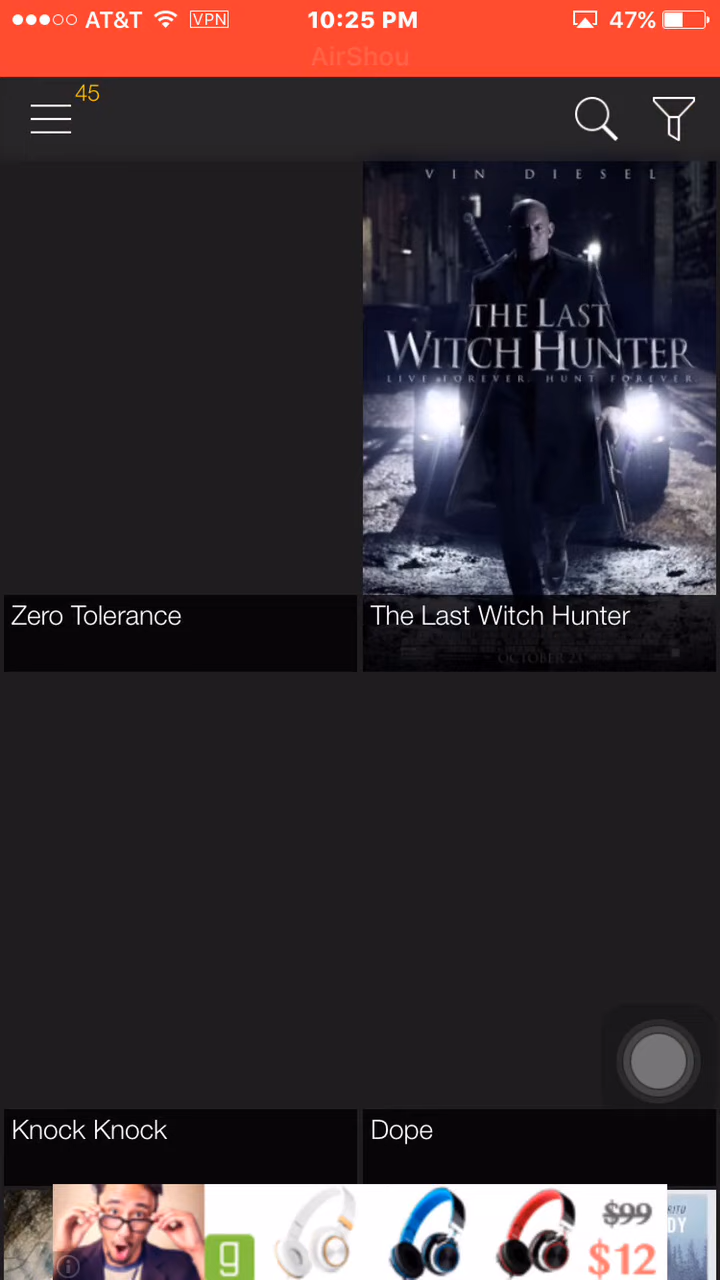 AT&T VPN 10:25 PM 47%
AirShou
45
VIN DIESEL
THE LAST
WITCH HUNTER
LIVE FOREVER. HUNT FOREVER.
Zero Tolerance
The Last Witch Hunter
OCTOBER 23
Knock Knock
Dope
g
$99
$12
DY